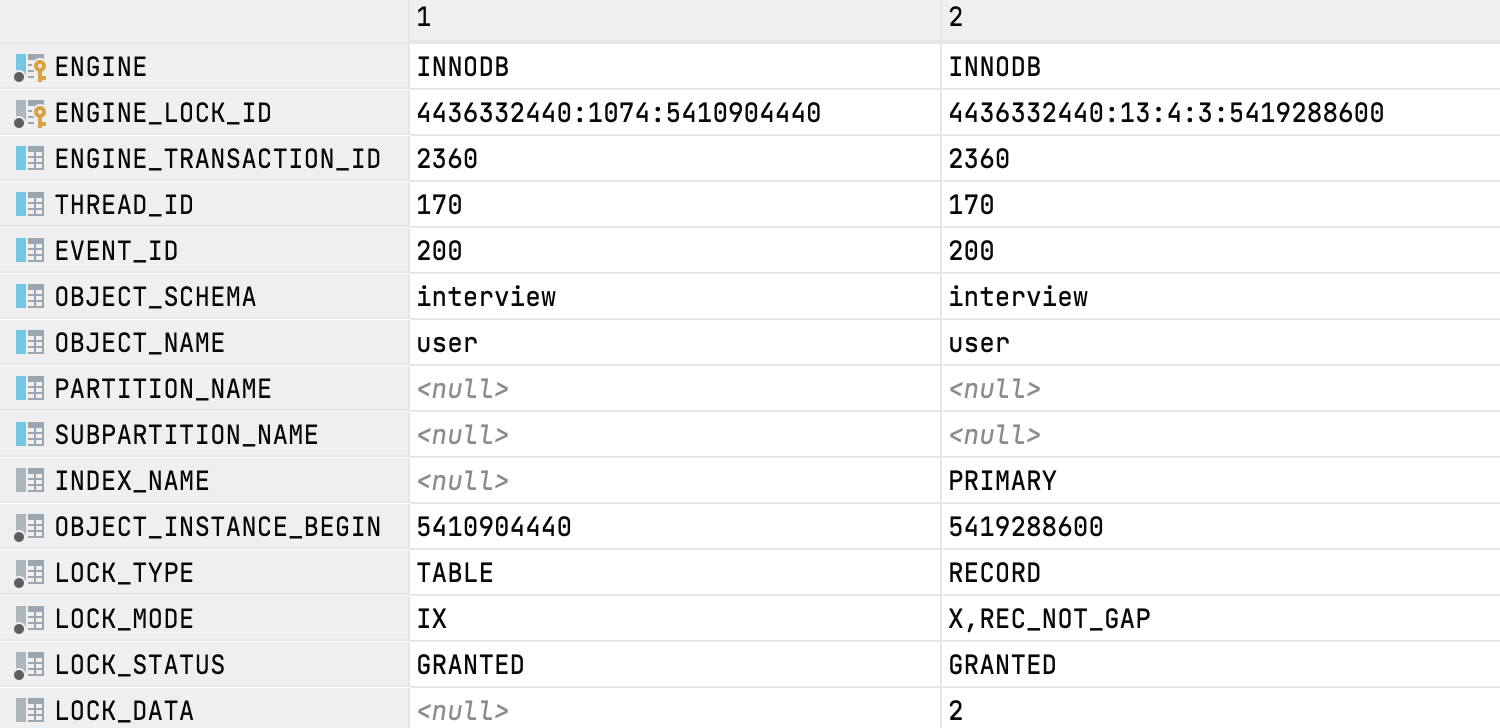 1 2
ENGINE INNODB INNODB
ENGINE_LOCK_ID 4436332440:1074:5410904440 4436332440:13:4:3:5419288600
ENGINE_TRANSACTION_ID 2360 2360
THREAD_ID 170 170
EVENT_ID 200 200
OBJECT_SCHEMA interview interview
OBJECT_NAME user user
PARTITION_NAME <null> <null>
SUBPARTITION_NAME <null> <null>
INDEX_NAME <null> PRIMARY
OBJECT_INSTANCE_BEGIN 5410904440 5419288600
LOCK_TYPE TABLE RECORD
LOCK_MODE IX X,REC_NOT_GAP
LOCK_STATUS GRANTED GRANTED
LOCK_DATA <null> 2